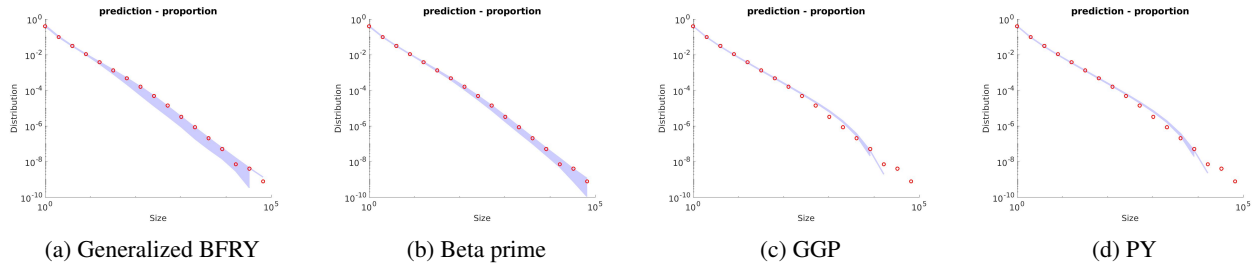 prediction - proportion
10^0
10^-2
10^-4
10^-6
10^-8
10^-10
Distribution
10^0
10^5
Size
(a) Generalized BFRY
prediction - proportion
10^0
10^-2
10^-4
10^-6
10^-8
10^-10
Distribution
10^0
10^5
Size
(b) Beta prime
prediction - proportion
10^0
10^-2
10^-4
10^-6
10^-8
10^-10
Distribution
10^0
10^5
Size
(c) GGP
prediction - proportion
10^0
10^-2
10^-4
10^-6
10^-8
10^-10
Distribution
10^0
10^5
Size
(d) PY